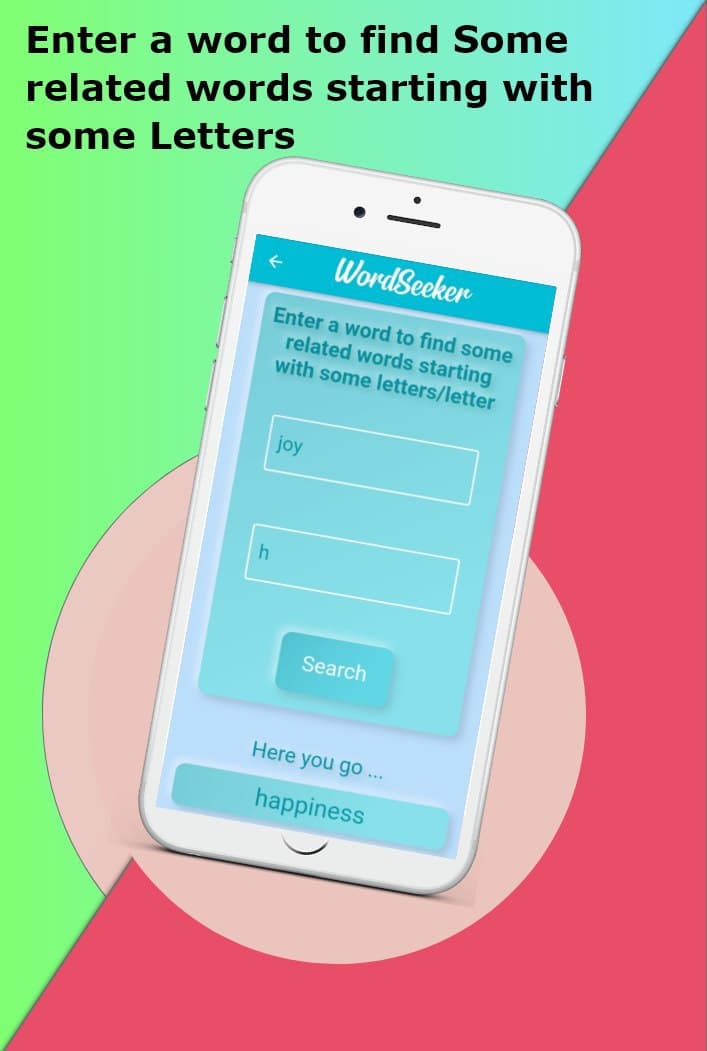 Enter a word to find Some
related words starting with
some Letters
WordSeeker
Enter a word to find some
related words starting
with some letters/letter
joy
h
Search
Here you go ...
happiness